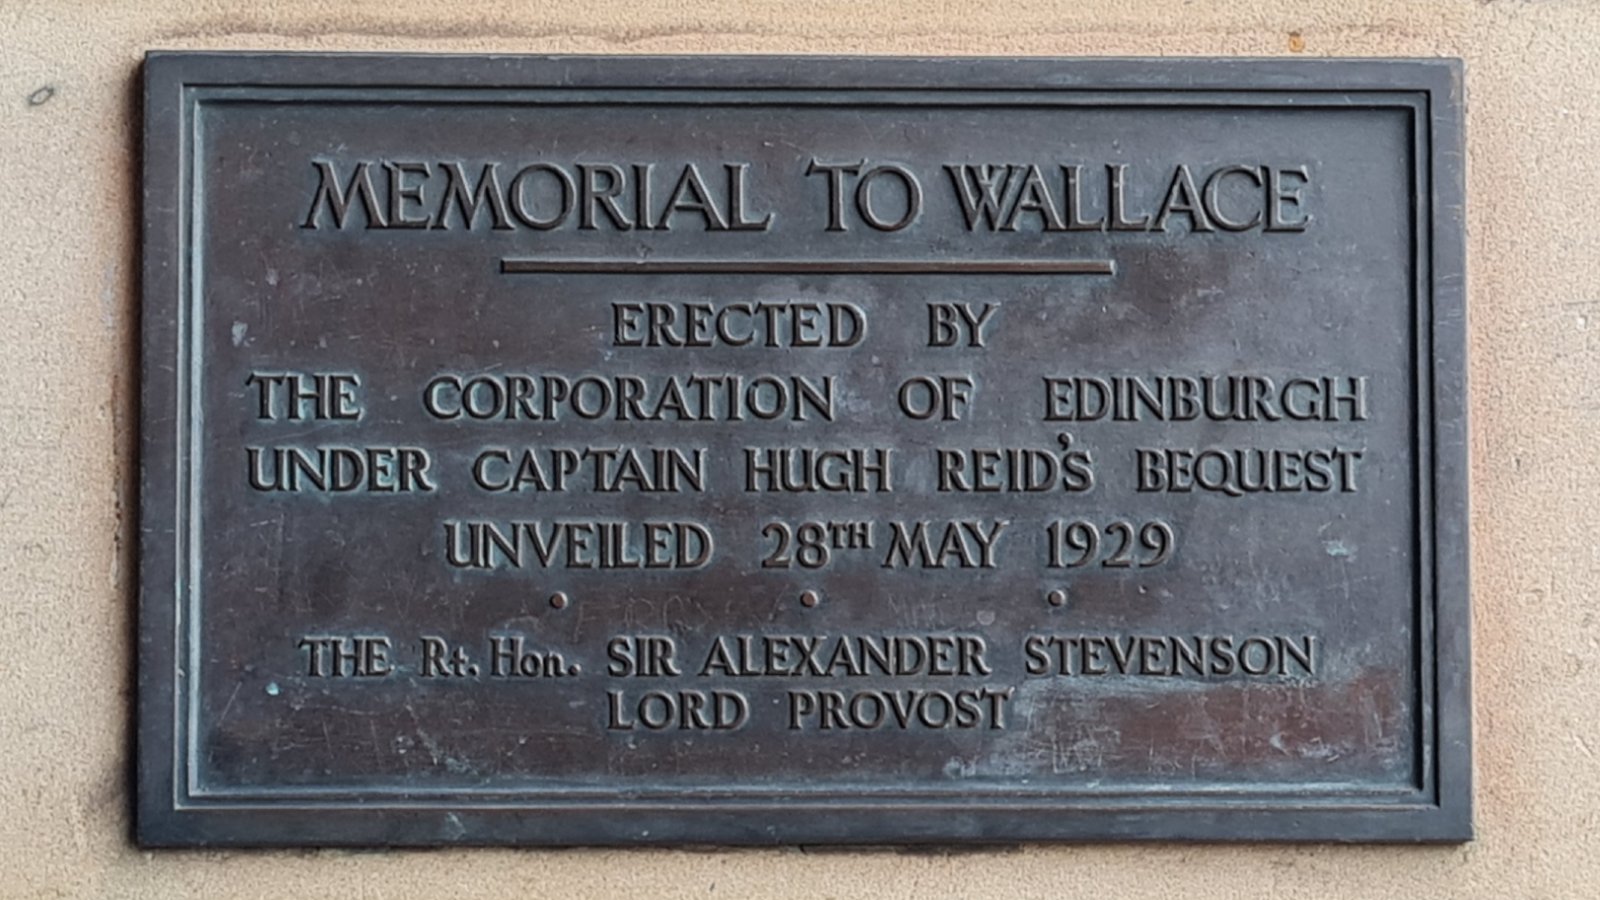 MEMORIAL TO WALLACE
ERECTED BY
THE CORPORATION OF EDINBURGH
UNDER CAPTAIN HUGH REID'S BEQUEST
UNVEILED 28TH MAY 1929
THE Rt. Hon. SIR ALEXANDER STEVENSON
LORD PROVOST